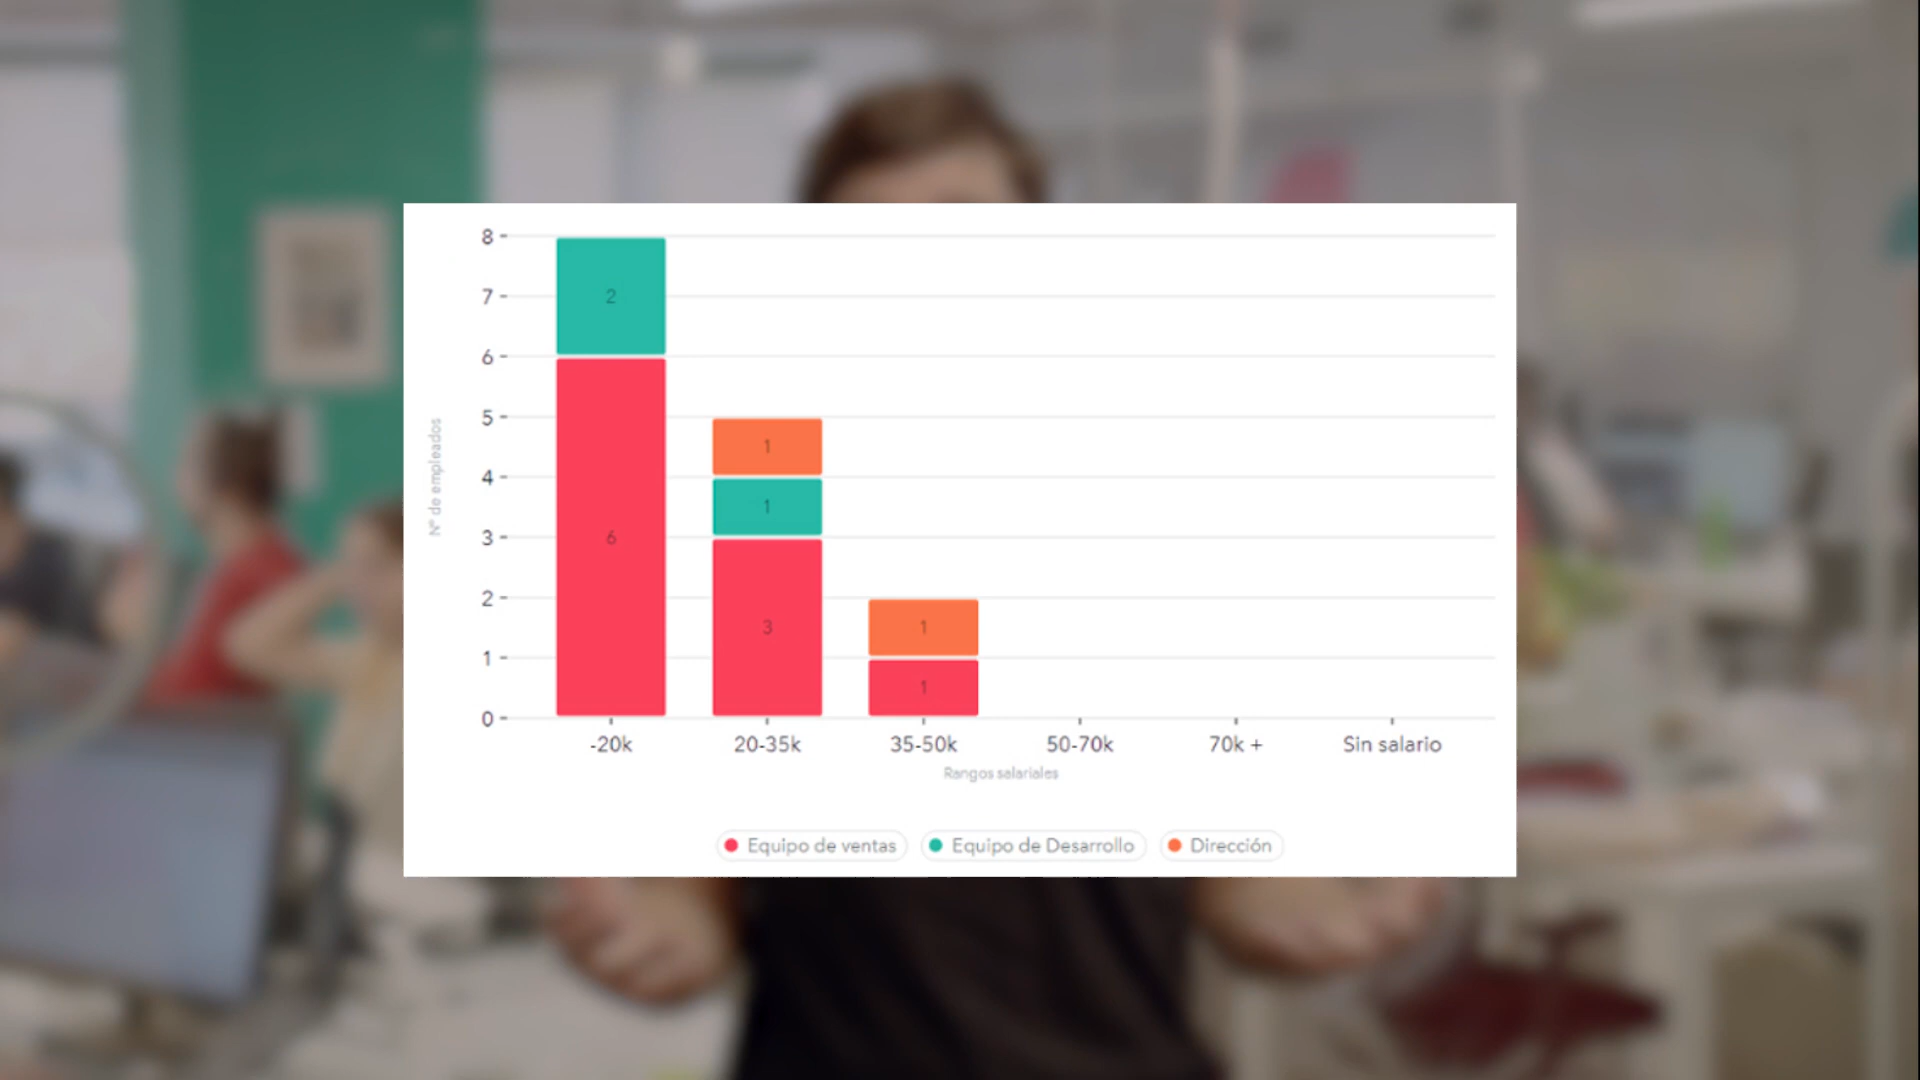 8
7
6
5
4
3
2
1
0
Nº de empleados
2
6
1
1
3
1
1
-20k
20-35k
35-50k
50-70k
70k +
Sin salario
Rangos salariales
Equipo de ventas
Equipo de Desarrollo
Dirección